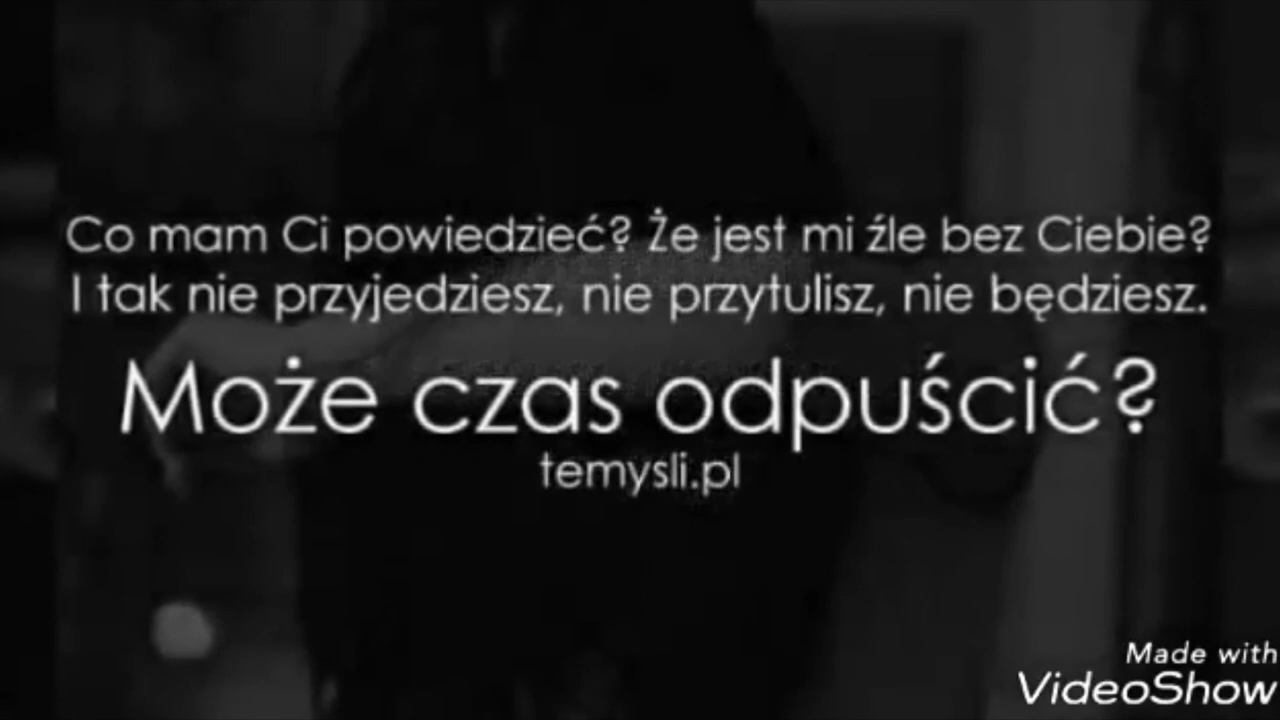 Co mam Ci powiedzieć? Że jest mi źle bez Ciebie?
I tak nie przyjedziesz, nie przytulisz, nie będziesz.
Może czas odpuścić?
temysli.pl
Made with
VideoShow